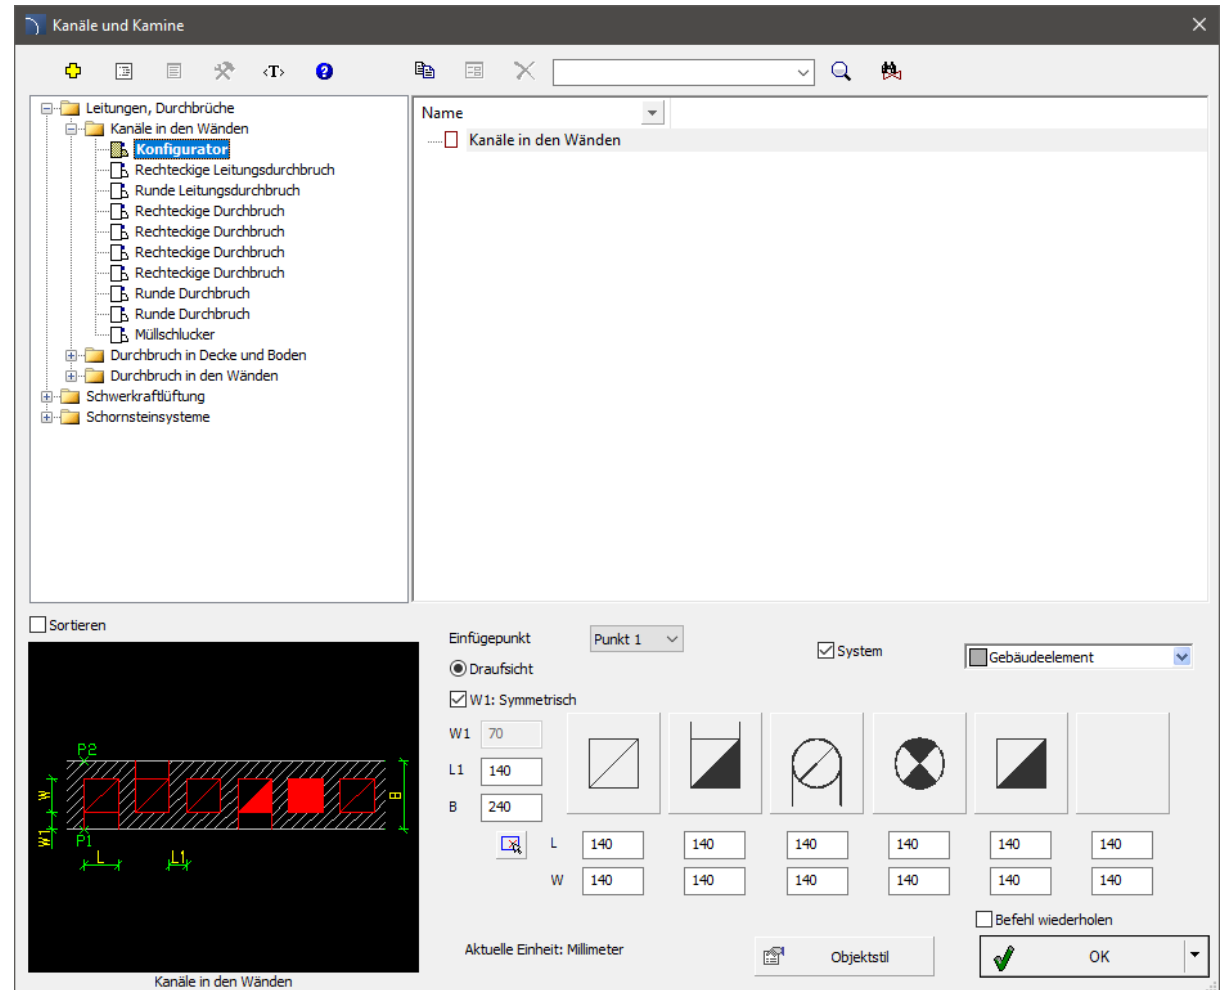 Kanäle und Kamine
‹T›
Leitungen, Durchbrüche
Kanäle in den Wänden
Konfigurator
Rechteckige Leitungsdurchbruch
Runde Leitungsdurchbruch
Rechteckige Durchbruch
Rechteckige Durchbruch
Rechteckige Durchbruch
Rechteckige Durchbruch
Runde Durchbruch
Runde Durchbruch
Müllschlucker
Durchbruch in Decke und Boden
Durchbruch in den Wänden
Schwerkraftlüftung
Schornsteinsysteme
Name
Kanäle in den Wänden
Sortieren
P2
W
B
W1
P1
L
L1
Kanäle in den Wänden
Einfügepunkt Punkt 1
System
Gebäudeelement
Draufsicht
W1: Symmetrisch
W1 70
L1 140
B 240
L 140 140 140 140 140 140
W 140 140 140 140 140 140
Befehl wiederholen
Aktuelle Einheit: Millimeter
Objektstil
OK